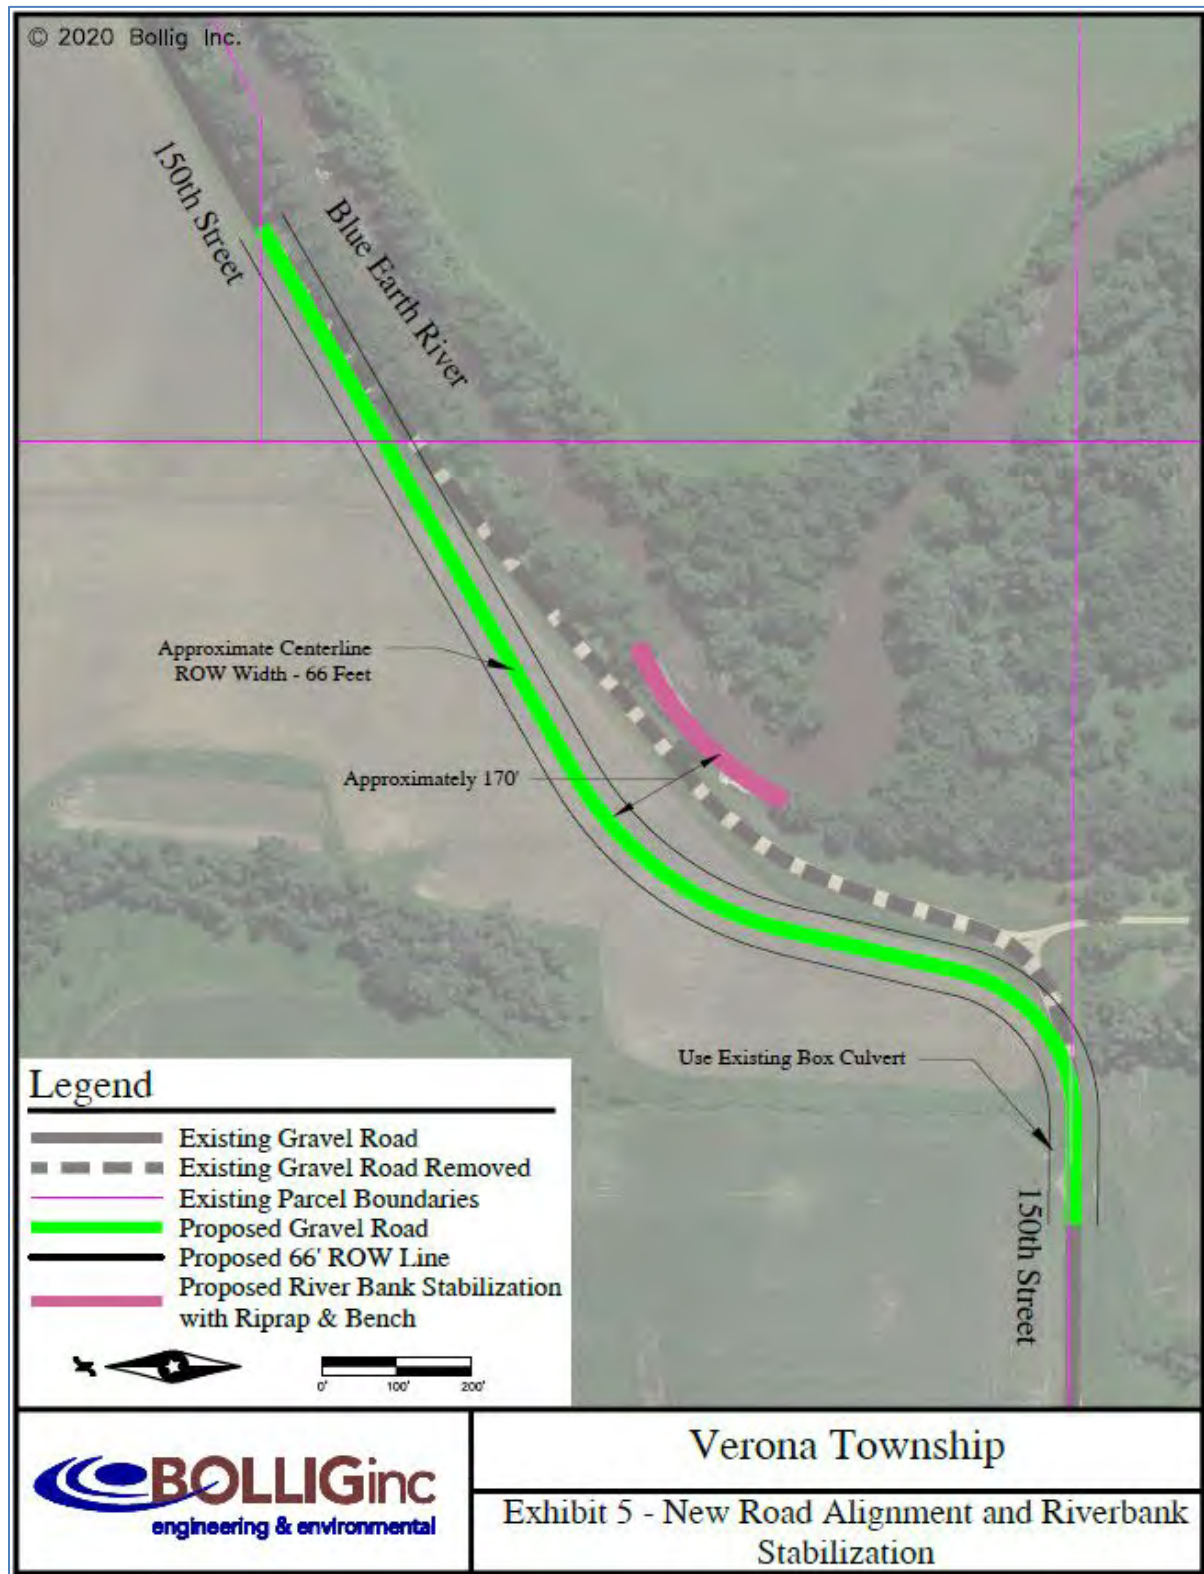 © 2020 Bollig Inc.
150th Street
Blue Earth River
Approximate Centerline
ROW Width - 66 Feet
Approximately 170'
Use Existing Box Culvert
150th Street
Legend
Existing Gravel Road
Existing Gravel Road Removed
Existing Parcel Boundaries
Proposed Gravel Road
Proposed 66' ROW Line
Proposed River Bank Stabilization
with Riprap & Bench
N
0' 100' 200'
BOLLIGinc
engineering & environmental
Verona Township
Exhibit 5 - New Road Alignment and Riverbank
Stabilization